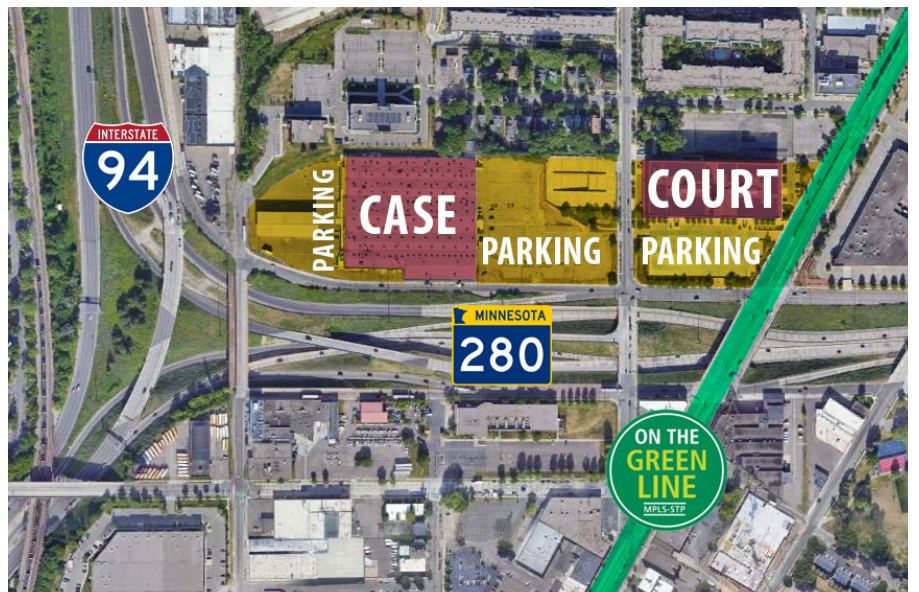 INTERSTATE
94
PARKING
CASE
PARKING
COURT
PARKING
MINNESOTA
280
ON THE
GREEN
LINE
MPLS-STP